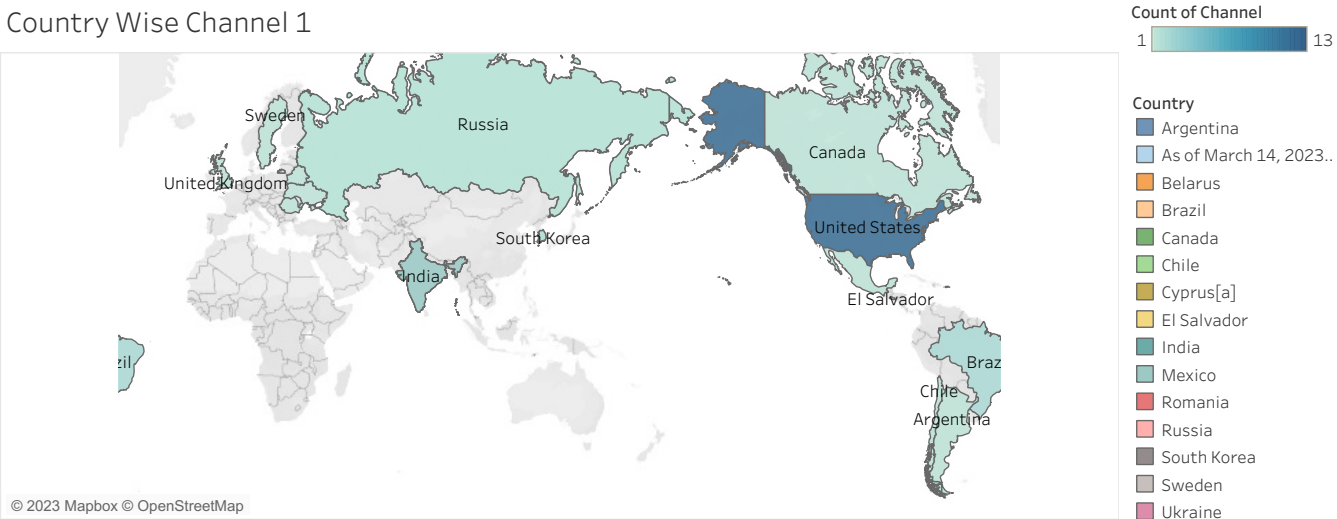 Country Wise Channel 1
Sweden
Russia
United Kingdom
South Korea
India
zil
Canada
United States
El Salvador
Braz
Chile
Argentina
© 2023 Mapbox © OpenStreetMap
Count of Channel
1 13
Country
Argentina
As of March 14, 2023..
Belarus
Brazil
Canada
Chile
Cyprus[a]
El Salvador
India
Mexico
Romania
Russia
South Korea
Sweden
Ukraine